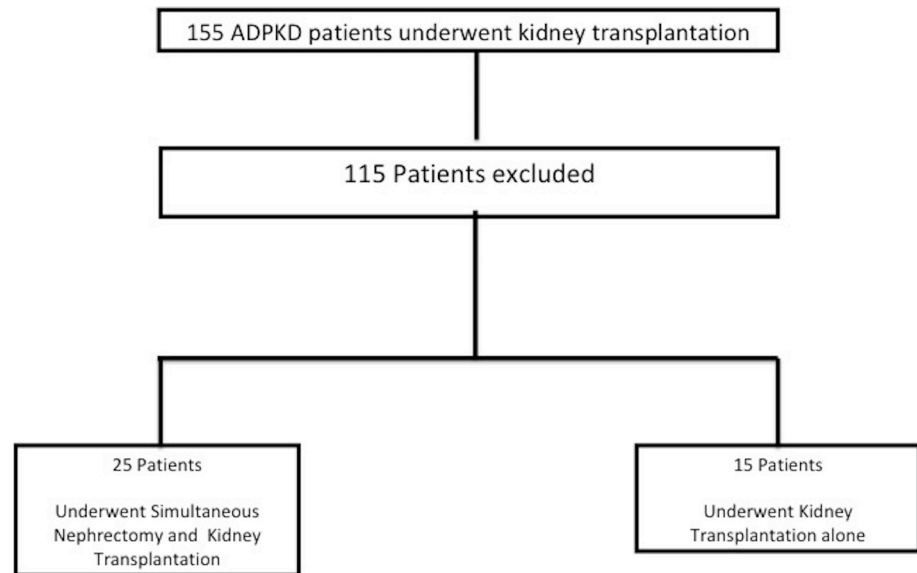 155 ADPKD patients underwent kidney transplantation
115 Patients excluded
25 Patients
Underwent Simultaneous
Nephrectomy and Kidney
Transplantation
15 Patients
Underwent Kidney
Transplantation alone